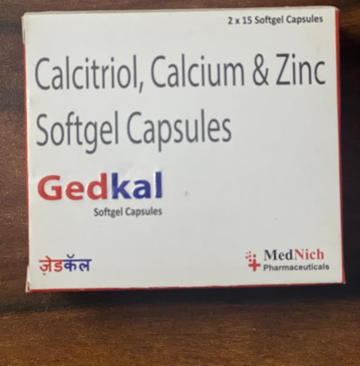 2 x 15 Softgel Capsules
Calcitriol, Calcium & Zinc
Softgel Capsules
Gedkal
Softgel Capsules
ज़ेडकॅल
MedNich
Pharmaceuticals